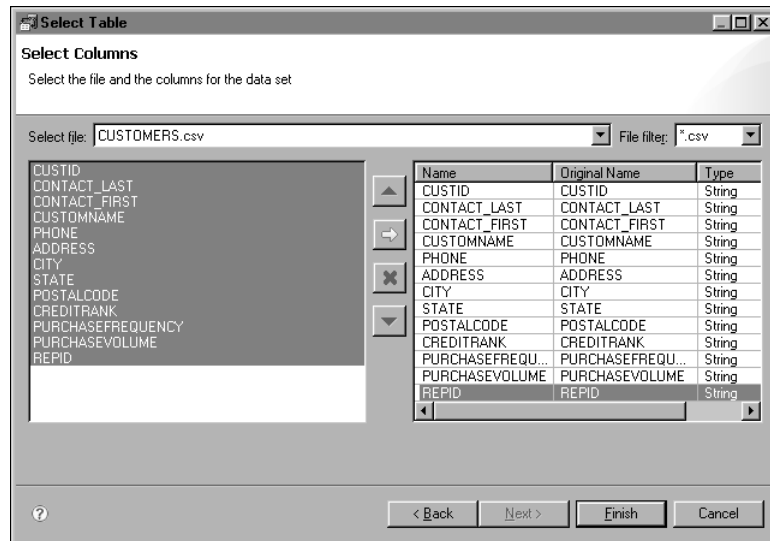 Select Table
Select Columns
Select the file and the columns for the data set
Select file: CUSTOMERS.csv File filter: *.csv
CUSTID
CONTACT_LAST
CONTACT_FIRST
CUSTOMNAME
PHONE
ADDRESS
CITY
STATE
POSTALCODE
CREDITRANK
PURCHASEFREQUENCY
PURCHASEVOLUME
REPID
Name Original Name Type
CUSTID CUSTID String
CONTACT_LAST CONTACT_LAST String
CONTACT_FIRST CONTACT_FIRST String
CUSTOMNAME CUSTOMNAME String
PHONE PHONE String
ADDRESS ADDRESS String
CITY CITY String
STATE STATE String
POSTALCODE POSTALCODE String
CREDITRANK CREDITRANK String
PURCHASEFREQU... PURCHASEFREQU... String
PURCHASEVOLUME PURCHASEVOLUME String
REPID REPID String
? < Back Next > Finish Cancel